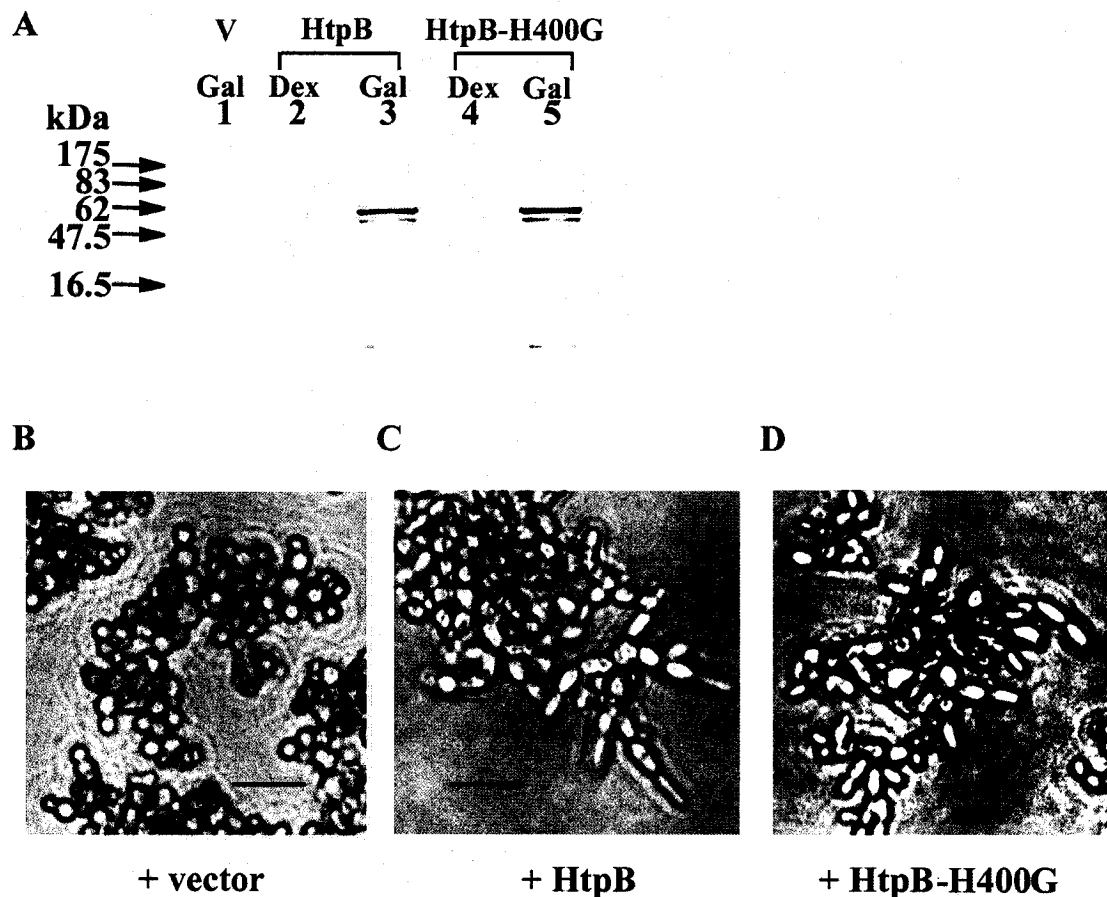 A
V HtpB HtpB-H400G
Gal Dex Gal Dex Gal
kDa 1 2 3 4 5
175
83
62
47.5
16.5
B C D
+ vector + HtpB + HtpB-H400G